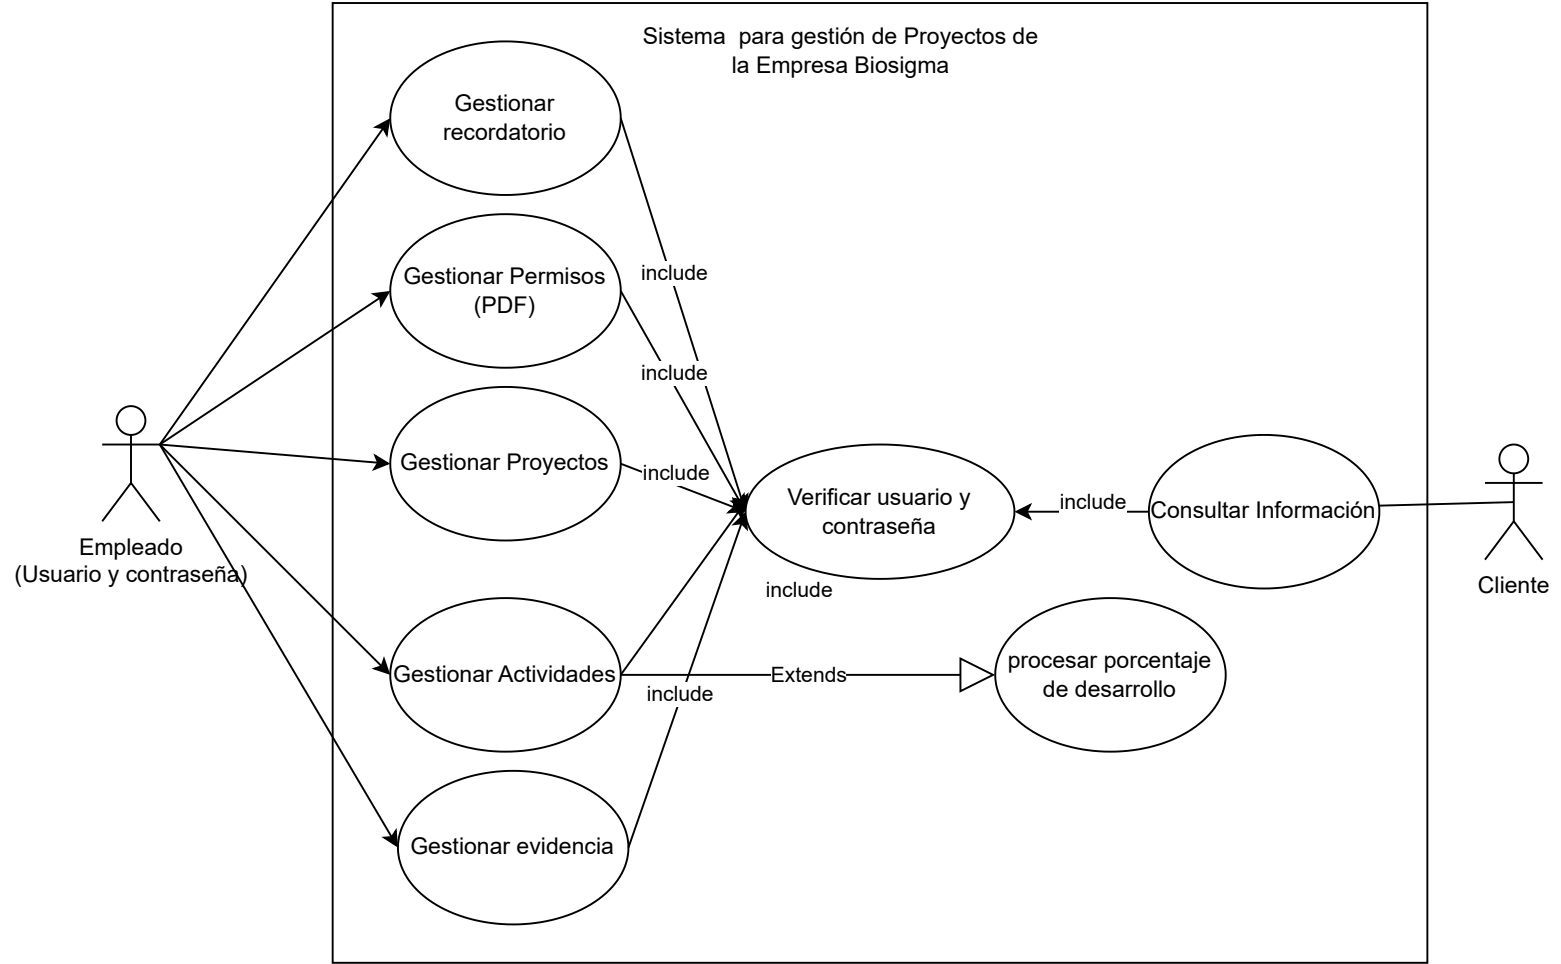 Sistema  para gestión de Proyectos de
la Empresa Biosigma
Gestionar
recordatorio
include
Gestionar Permisos
(PDF)
include
Gestionar Proyectos
include
Empleado
(Usuario y contraseña)
Verificar usuario y
contraseña
include
Consultar Información
Cliente
include
Gestionar Actividades
Extends
procesar porcentaje
de desarrollo
include
Gestionar evidencia